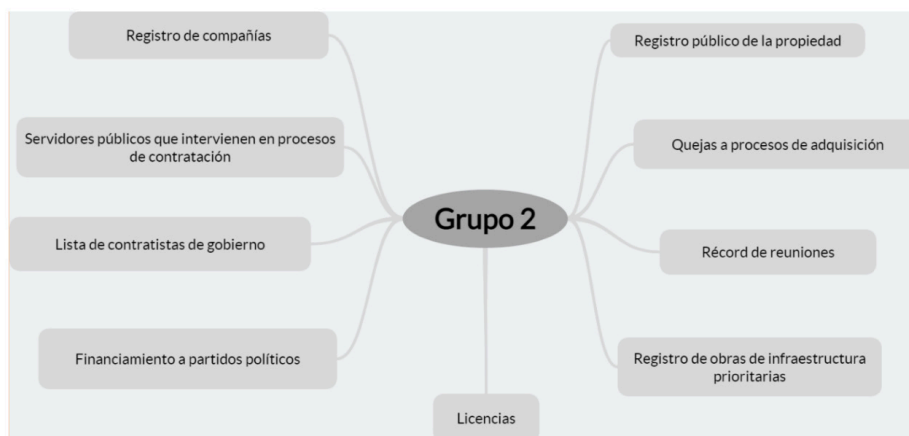 Registro de compañías
Servidores públicos que intervienen en procesos
de contratación
Lista de contratistas de gobierno
Financiamiento a partidos políticos
Grupo 2
Licencias
Registro público de la propiedad
Quejas a procesos de adquisición
Récord de reuniones
Registro de obras de infraestructura
prioritarias